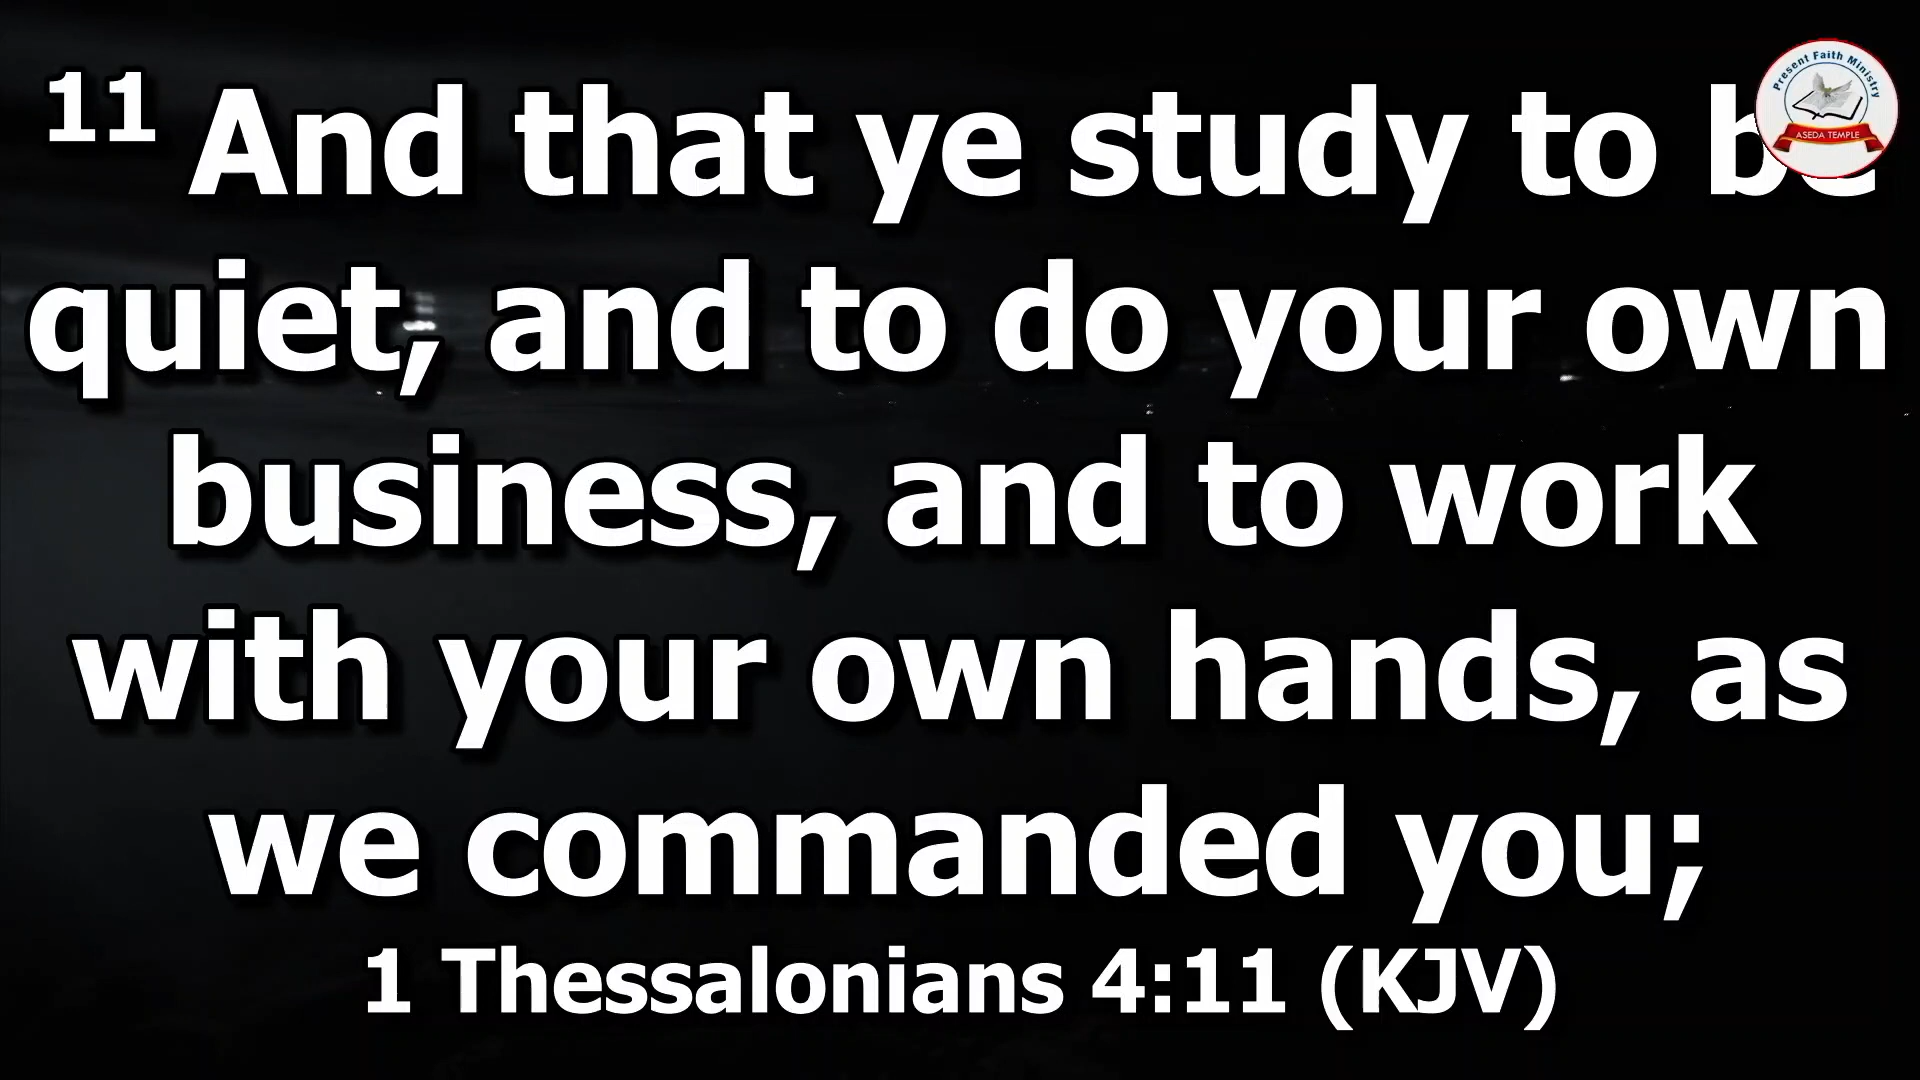 11 And that ye study to be
quiet, and to do your own
business, and to work
with your own hands, as
we commanded you;
1 Thessalonians 4:11 (KJV)
Present Faith Ministry
ASEDA TEMPLE